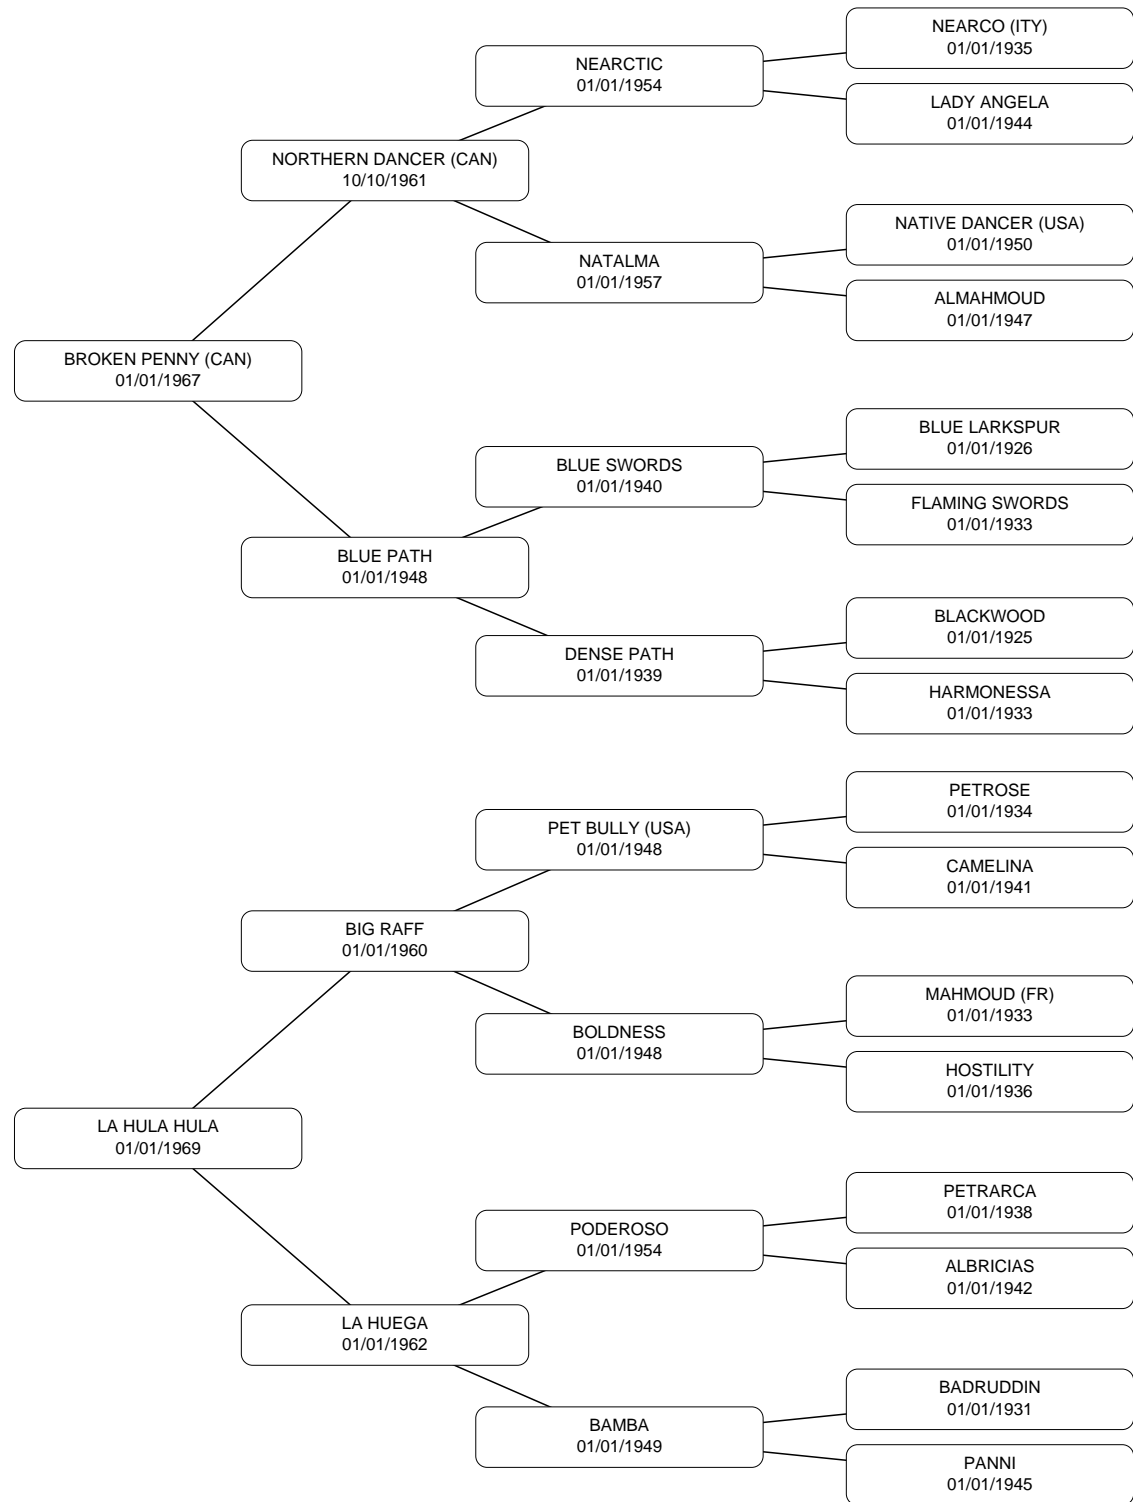 NEARCO (ITY)
01/01/1935
NEARCTIC
01/01/1954
LADY ANGELA
01/01/1944
NORTHERN DANCER (CAN)
10/10/1961
NATIVE DANCER (USA)
01/01/1950
NATALMA
01/01/1957
ALMAHMOUD
01/01/1947
BROKEN PENNY (CAN)
01/01/1967
BLUE LARKSPUR
01/01/1926
BLUE SWORDS
01/01/1940
FLAMING SWORDS
01/01/1933
BLUE PATH
01/01/1948
BLACKWOOD
01/01/1925
DENSE PATH
01/01/1939
HARMONESSA
01/01/1933
PETROSE
01/01/1934
PET BULLY (USA)
01/01/1948
CAMELINA
01/01/1941
BIG RAFF
01/01/1960
MAHMOUD (FR)
01/01/1933
BOLDNESS
01/01/1948
HOSTILITY
01/01/1936
LA HULA HULA
01/01/1969
PETRARCA
01/01/1938
PODEROSO
01/01/1954
ALBRICIAS
01/01/1942
LA HUEGA
01/01/1962
BADRUDDIN
01/01/1931
BAMBA
01/01/1949
PANNI
01/01/1945